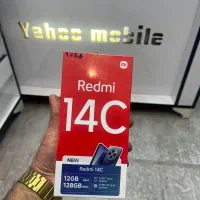 Yahoo mobile
Redmi
14C
NEW
Redmi 14C
12GB
128GB